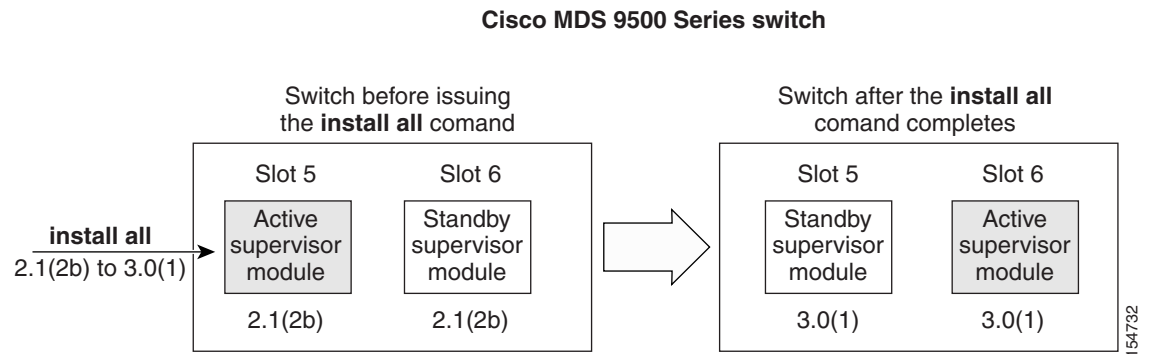 Cisco MDS 9500 Series switch
Switch before issuing
the install all comand
Switch after the install all
comand completes
Slot 5
Slot 6
Slot 5
Slot 6
install all
2.1(2b) to 3.0(1)
Active
supervisor
module
Standby
supervisor
module
Standby
supervisor
module
Active
supervisor
module
2.1(2b)
2.1(2b)
3.0(1)
3.0(1)
154732